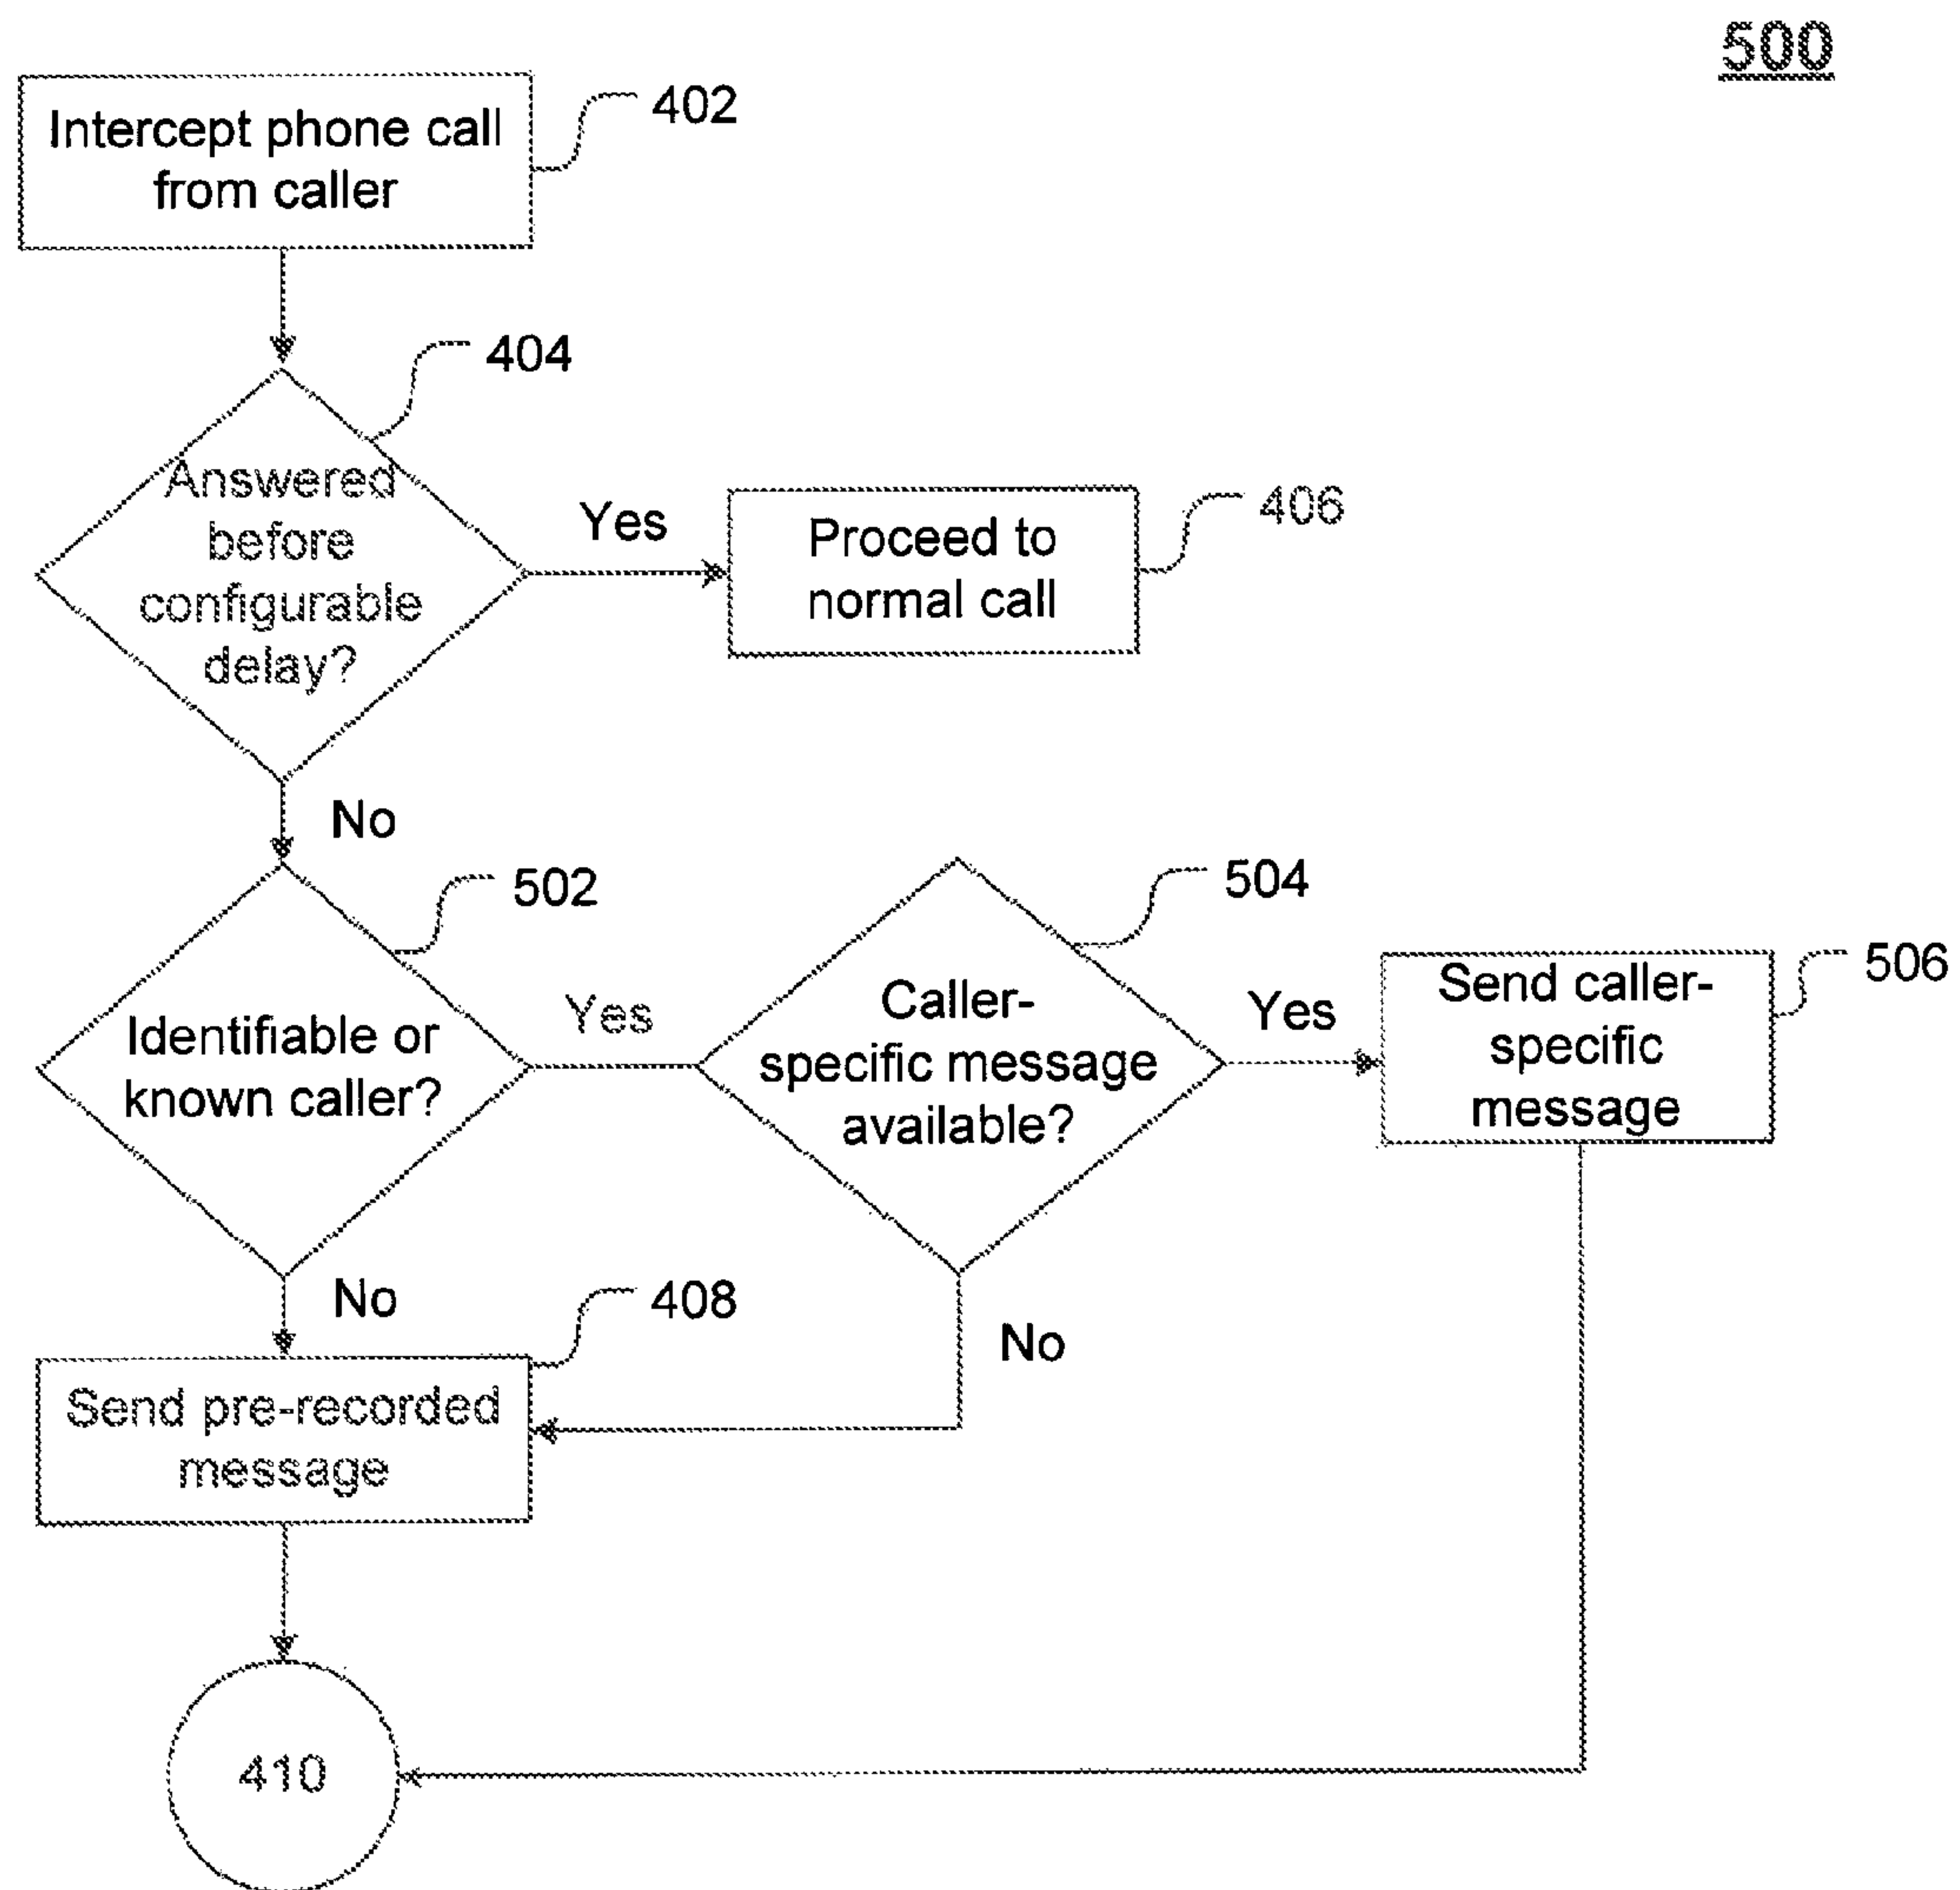 500
Intercept phone call
from caller
402
404
Answered
before
configurable
delay?
Yes
Proceed to
normal call
406
No
502
Identifiable or
known caller?
Yes
504
Caller-
specific message
available?
Yes
Send caller-
specific
message
506
No
408
Send pre-recorded
message
No
410